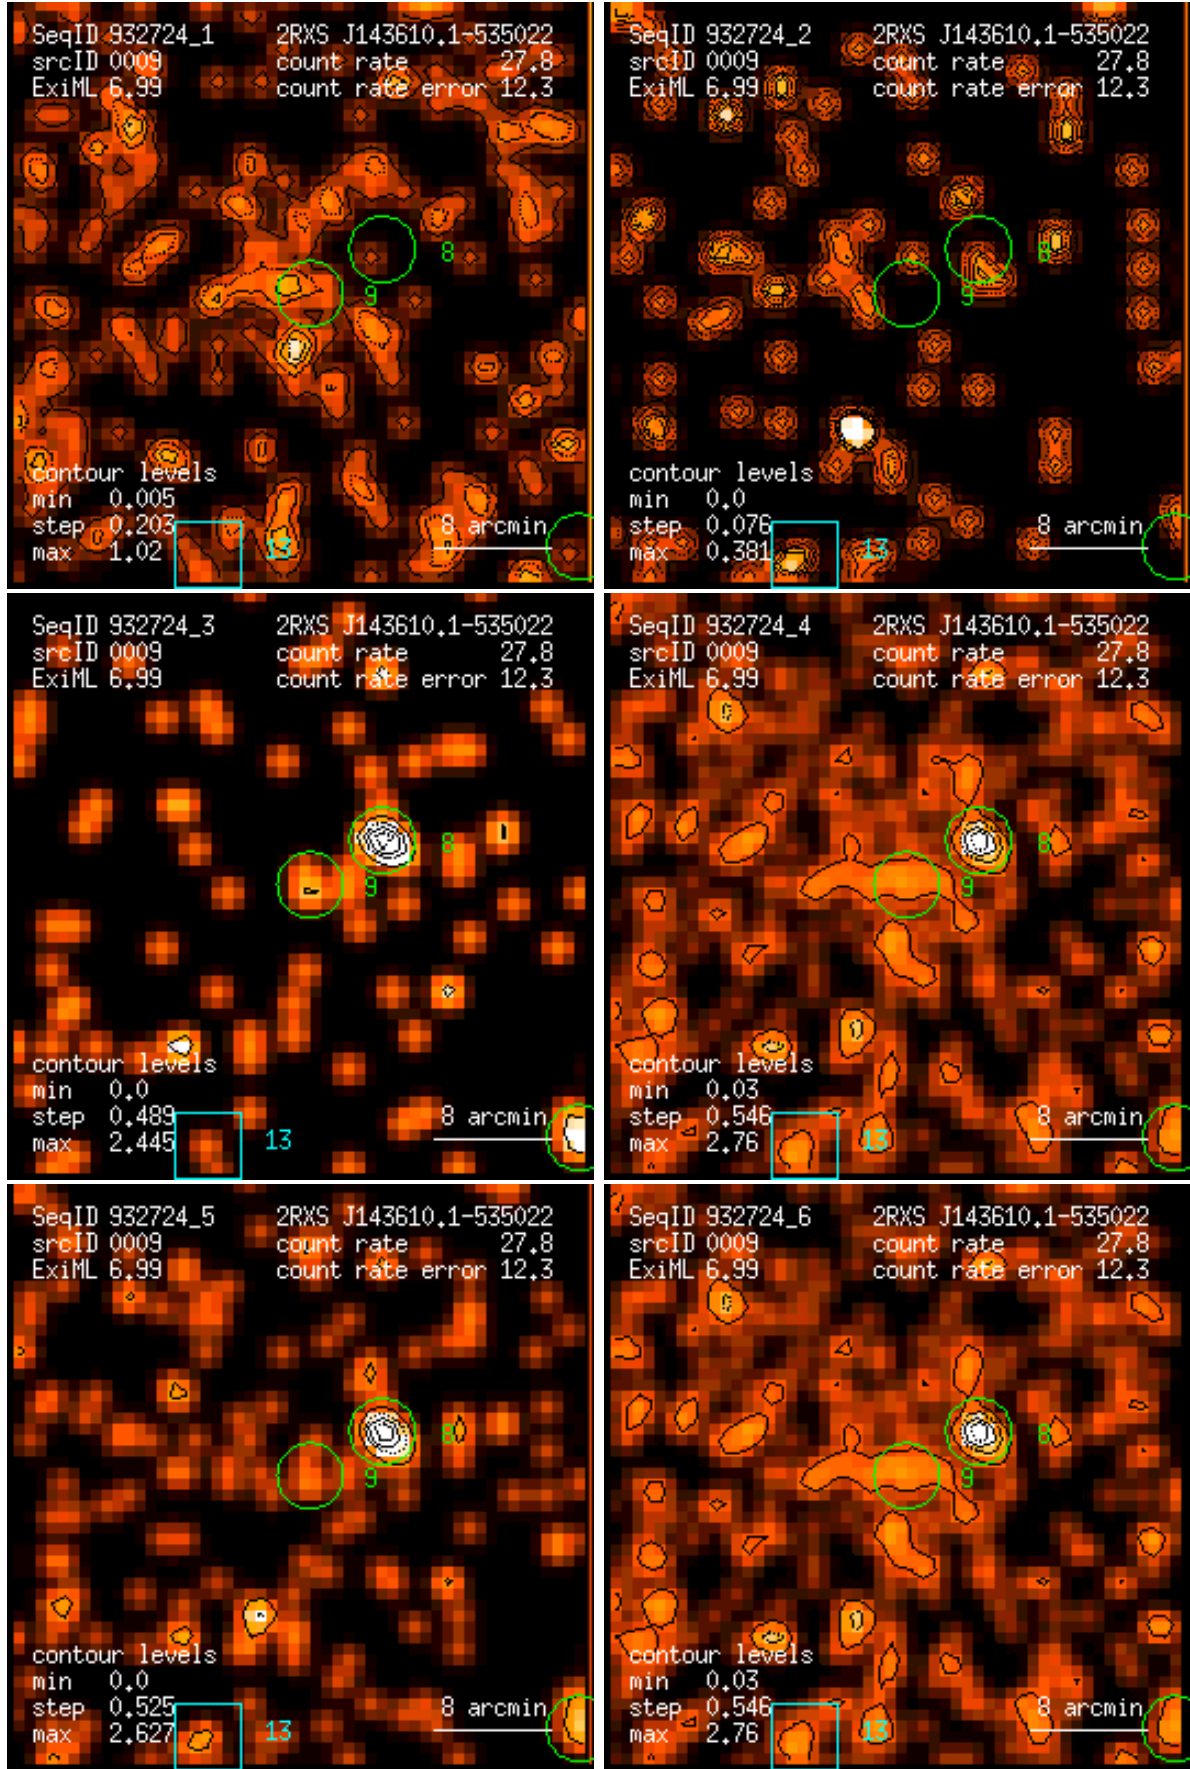 SeqID 932724_1 2RXS J143610.1-535022
srcID 0009 count rate 27.8
ExiML 6.99 count rate error 12.3
8
9
contour levels
min 0.005
step 0.203 8 arcmin
max 1.02 13
SeqID 932724_2 2RXS J143610.1-535022
srcID 0009 count rate 27.8
ExiML 6.99 count rate error 12.3
8
9
contour levels
min 0.0
step 0.076 8 arcmin
max 0.381 13
SeqID 932724_3 2RXS J143610.1-535022
srcID 0009 count rate 27.8
ExiML 6.99 count rate error 12.3
8
9
contour levels
min 0.0
step 0.489 8 arcmin
max 2.445 13
SeqID 932724_4 2RXS J143610.1-535022
srcID 0009 count rate 27.8
ExiML 6.99 count rate error 12.3
8
9
contour levels
min 0.03
step 0.546 8 arcmin
max 2.76 13
SeqID 932724_5 2RXS J143610.1-535022
srcID 0009 count rate 27.8
ExiML 6.99 count rate error 12.3
8
9
contour levels
min 0.0
step 0.525 8 arcmin
max 2.627 13
SeqID 932724_6 2RXS J143610.1-535022
srcID 0009 count rate 27.8
ExiML 6.99 count rate error 12.3
8
9
contour levels
min 0.03
step 0.546 8 arcmin
max 2.76 13